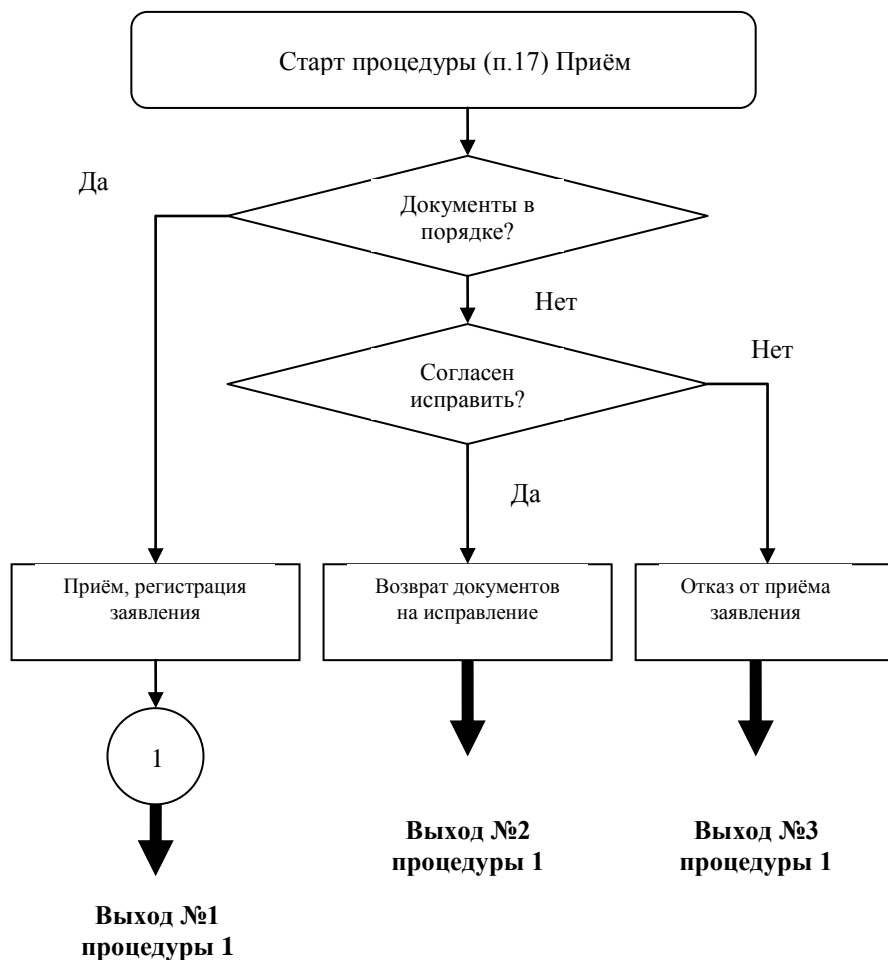 Старт процедуры (п.17) Приём
Да
Документы в
порядке?
Нет
Нет
Согласен
исправить?
Да
Приём, регистрация
заявления
Возврат документов
на исправление
Отказ от приёма
заявления
1
Выход №2
процедуры 1
Выход №3
процедуры 1
Выход №1
процедуры 1